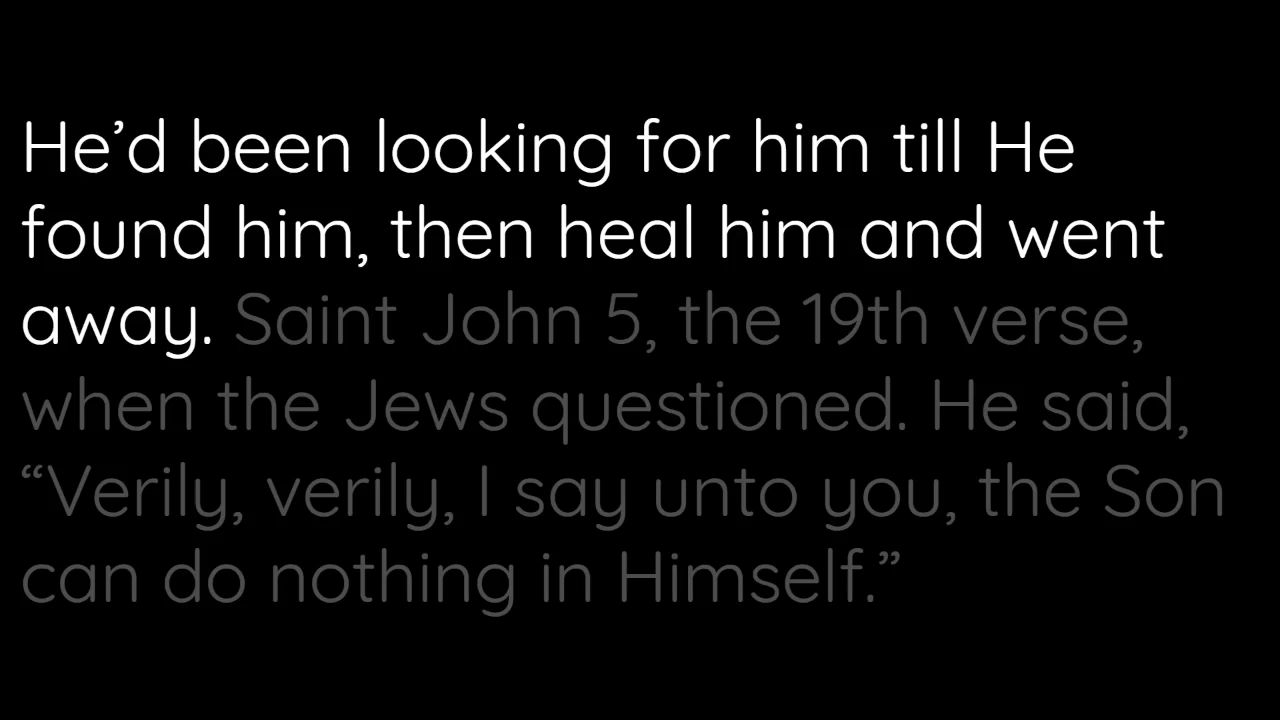 He’d been looking for him till He
found him, then heal him and went
away. Saint John 5, the 19th verse,
when the Jews questioned. He said,
“Verily, verily, I say unto you, the Son
can do nothing in Himself.”